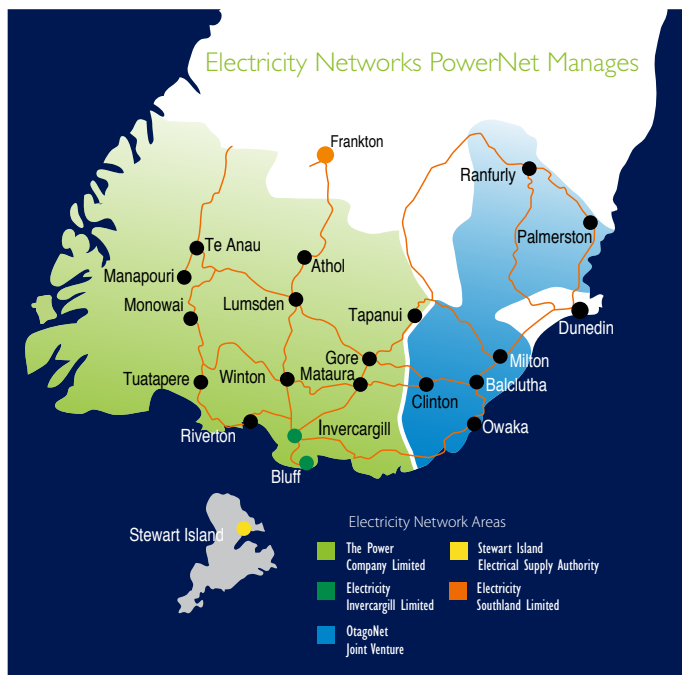 Electricity Networks PowerNet Manages
Frankton
Ranfurly
Palmerston
Te Anau
Athol
Manapouri
Monowai
Lumsden
Tapanui
Dunedin
Gore
Milton
Tuatapere
Winton
Mataura
Clinton
Balclutha
Riverton
Invercargill
Owaka
Bluff
Stewart Island
Electricity Network Areas
The Power
Company Limited
Stewart Island
Electrical Supply Authority
Electricity
Invercargill Limited
Electricity
Southland Limited
OtagoNet
Joint Venture